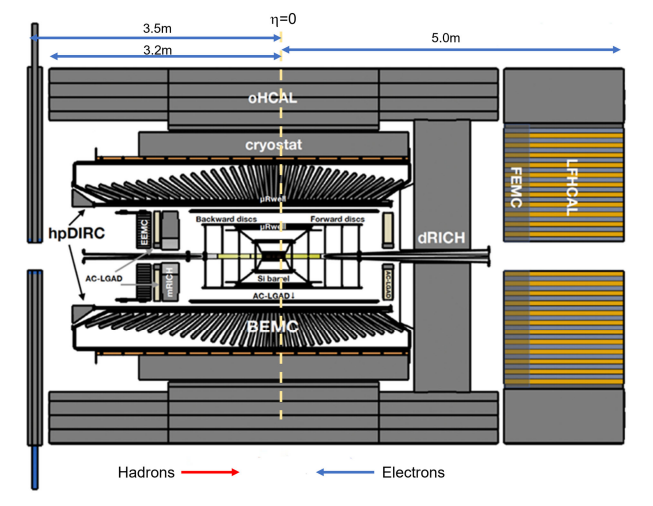 η=0
3.5m
5.0m
3.2m
oHCAL
cryostat
μRwell
Backward discs
Forward discs
μRwell
hpDIRC
EEMC
dRICH
FEMC
LFHCAL
AC-LGAD
mRICH
Si barrel
AC-LGAD
AC-LGAD↓
BEMC
Hadrons
Electrons